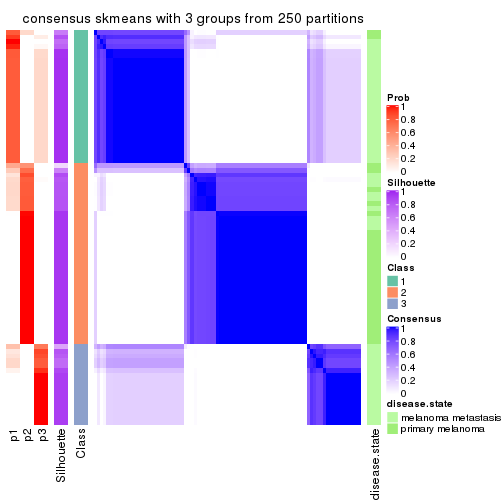 consensus skmeans with 3 groups from 250 partitions
Prob
1
0.8
0.6
0.4
0.2
0
Silhouette
1
0.8
0.6
0.4
0.2
0
Class
1
2
3
Consensus
1
0.8
0.6
0.4
0.2
0
disease.state
melanoma metastasis
primary melanoma
p1
p2
p3
Silhouette
Class
disease.state